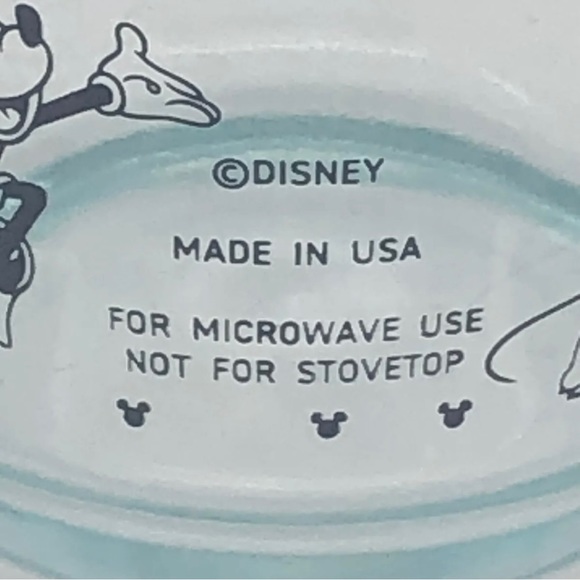 ©DISNEY
MADE IN USA
FOR MICROWAVE USE
NOT FOR STOVETOP